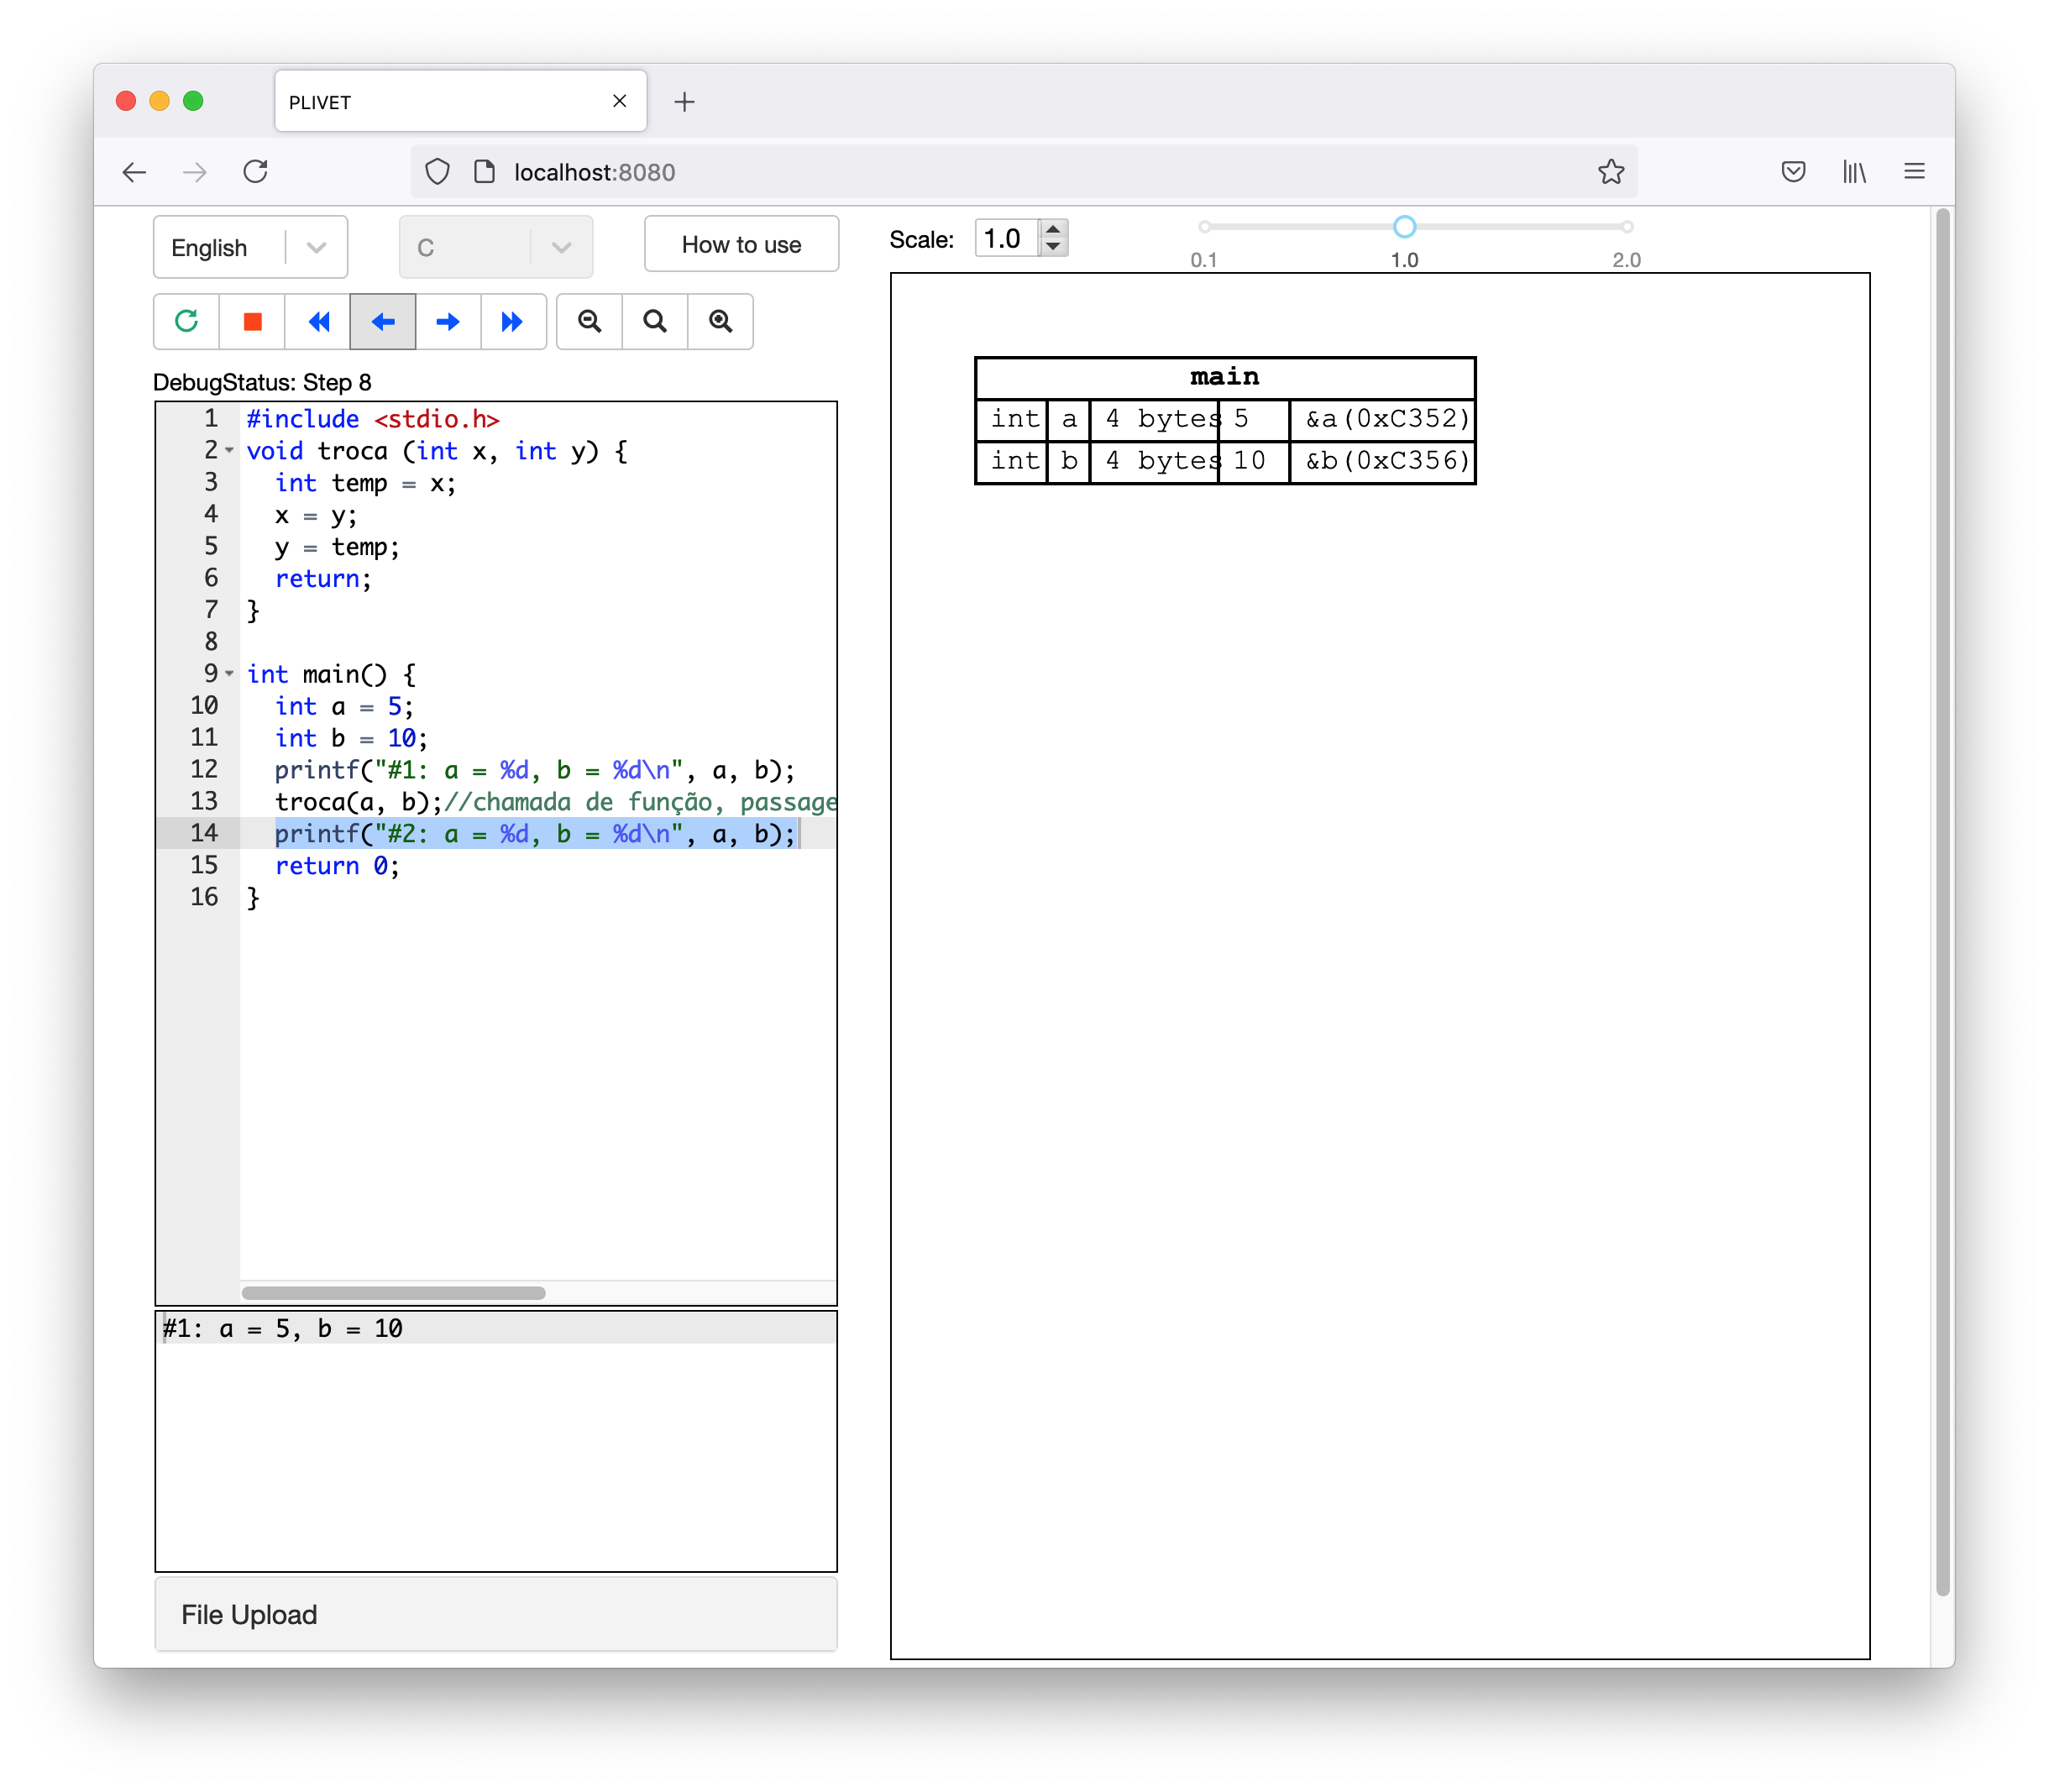 PLIVET
localhost:8080
English
C
How to use
Scale: 1.0
0.1 1.0 2.0
DebugStatus: Step 8
1 #include <stdio.h>
2 void troca (int x, int y) {
3 int temp = x;
4 x = y;
5 y = temp;
6 return;
7 }
8
9 int main() {
10 int a = 5;
11 int b = 10;
12 printf("#1: a = %d, b = %d\n", a, b);
13 troca(a, b);//chamada de função, passage
14 printf("#2: a = %d, b = %d\n", a, b);
15 return 0;
16 }
#1: a = 5, b = 10
File Upload
main
int a 4 bytes 5 &a(0xC352)
int b 4 bytes 10 &b(0xC356)